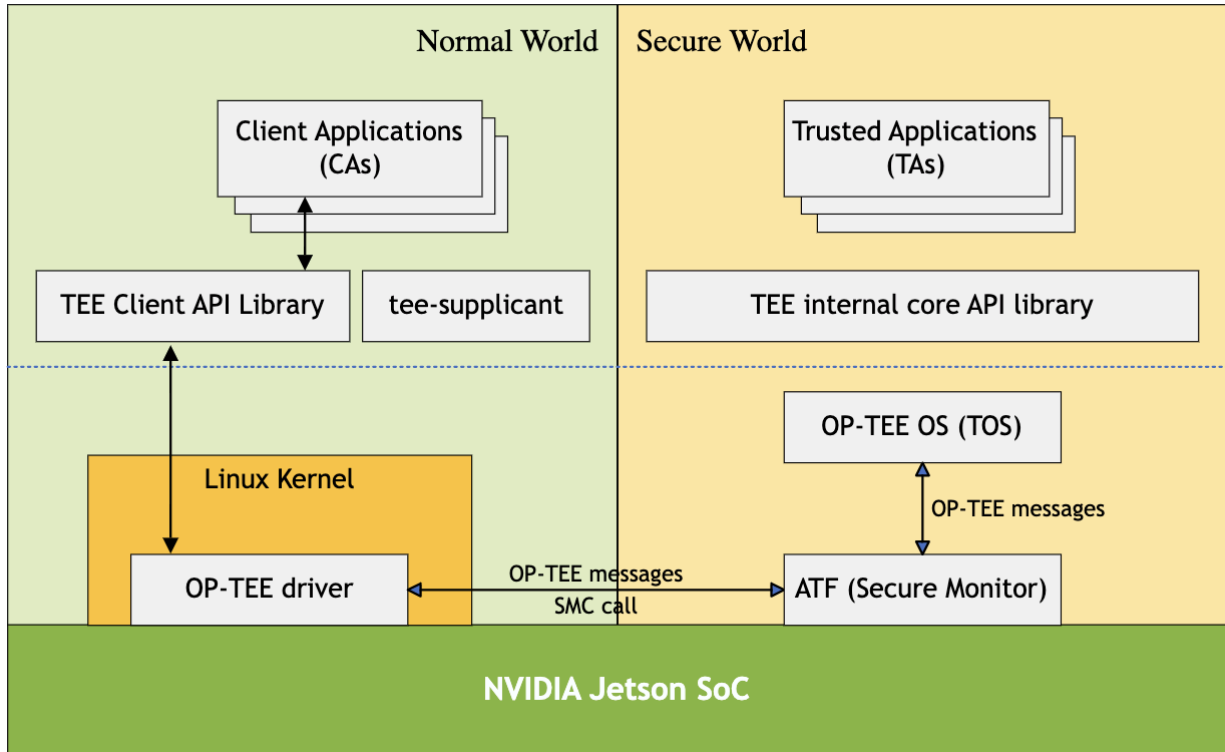 Normal World
Secure World
Client Applications
(CAs)
Trusted Applications
(TAs)
TEE Client API Library
tee-supplicant
TEE internal core API library
OP-TEE OS (TOS)
Linux Kernel
OP-TEE messages
OP-TEE driver
OP-TEE messages
SMC call
ATF (Secure Monitor)
NVIDIA Jetson SoC